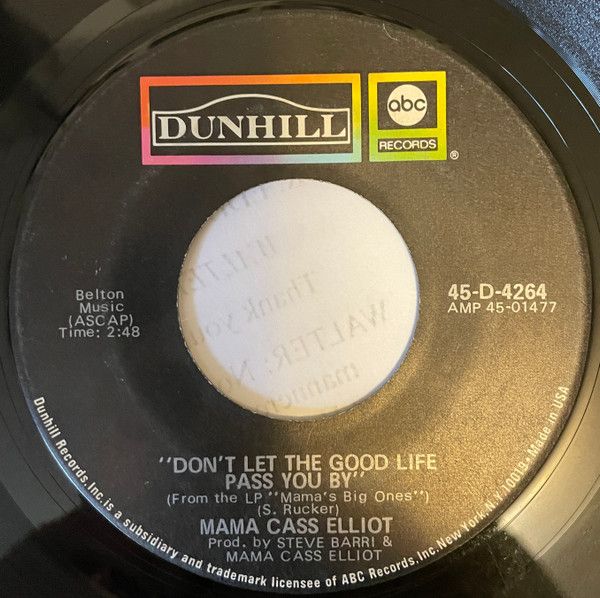 DUNHILL
abc
RECORDS
®
Belton
Music
(ASCAP)
Time: 2:48
45-D-4264
AMP 45-01477
"DON'T LET THE GOOD LIFE
PASS YOU BY"
(From the LP "Mama's Big Ones")
(S. Rucker)
MAMA CASS ELLIOT
Prod. by STEVE BARRI &
MAMA CASS ELLIOT
Dunhill Records, Inc. is a subsidiary and trademark licensee of ABC Records, Inc. New York, N.Y. 10019 · Made in USA
Thank you
WALTER: